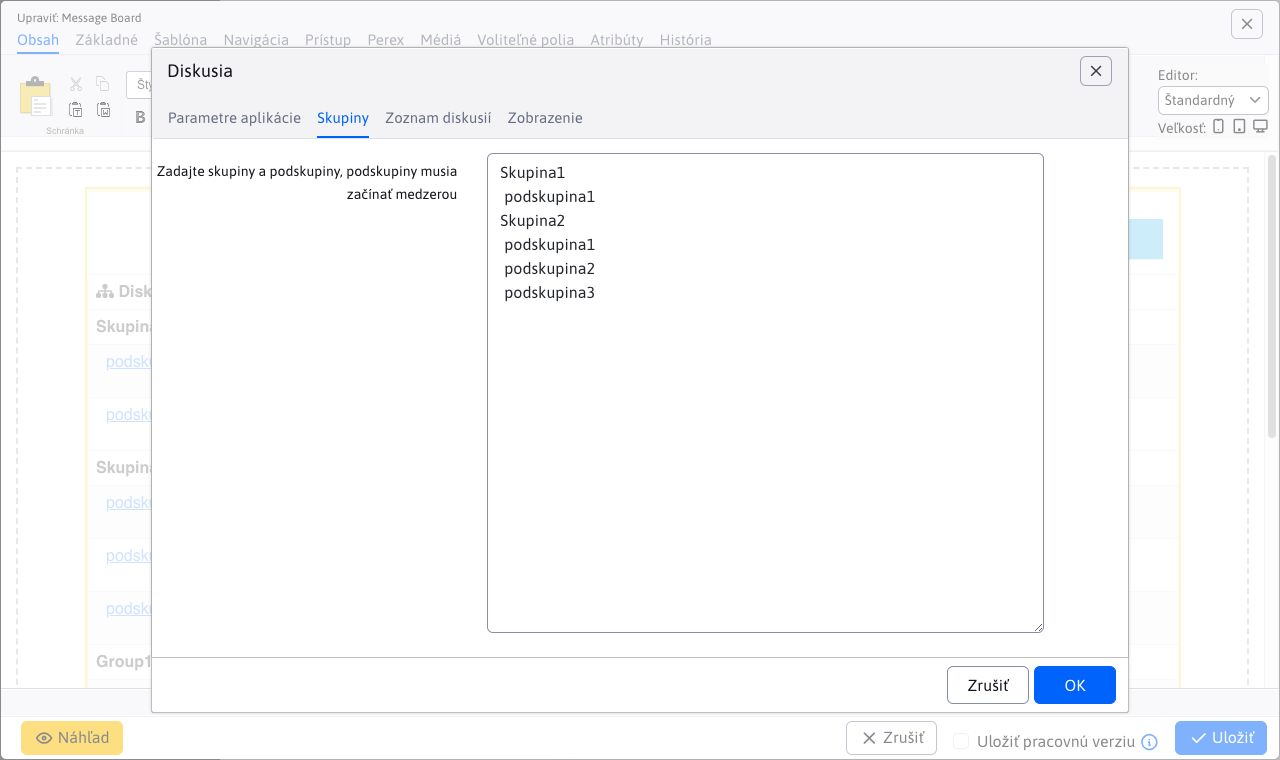 Upraviť: Message Board
Obsah Základné Šablóna Navigácia Prístup Perex Médiá Voliteľné polia Atribúty História
Diskusia
Parametre aplikácie Skupiny Zoznam diskusií Zobrazenie
Schránka
B
Editor:
Štandardný
Veľkosť:
Zadajte skupiny a podskupiny, podskupiny musia
začínať medzerou
Skupina1
 podskupina1
Skupina2
 podskupina1
 podskupina2
 podskupina3
Group1
Zrušiť OK
Náhľad Zrušiť Uložiť pracovnú verziu Uložiť